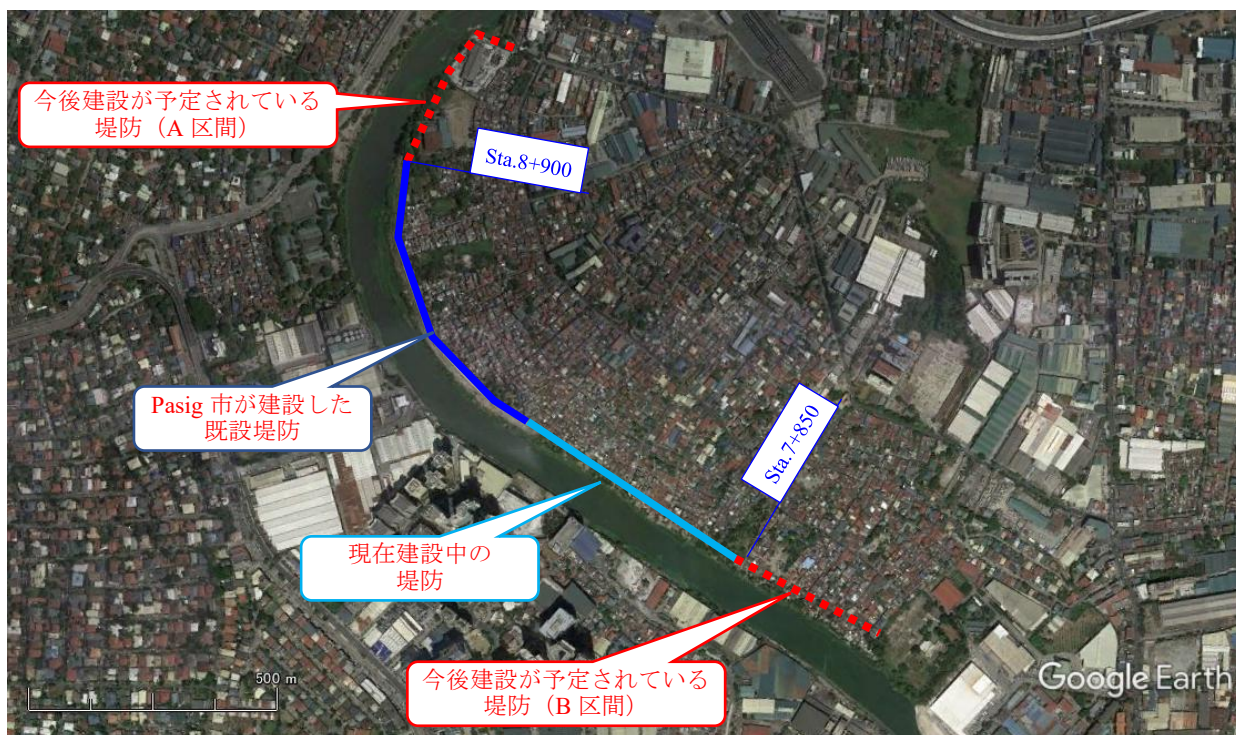 今後建設が予定されている
堤防（A 区間）
Sta.8+900
Pasig 市が建設した
既設堤防
Sta.7+850
現在建設中の
堤防
今後建設が予定されている
堤防（B 区間）
500 m
Google Earth